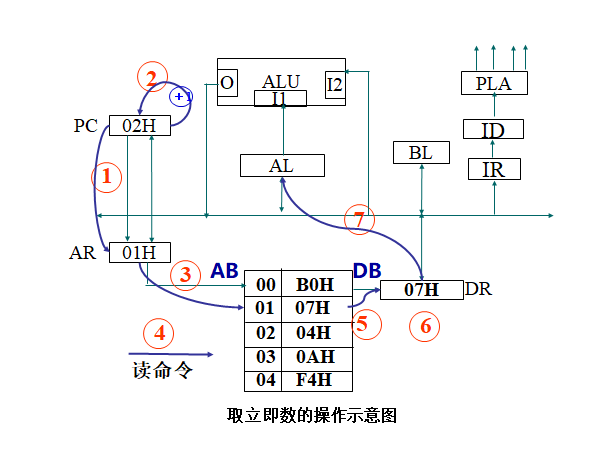 ② +1
O ALU I2
I1
PLA
PC 02H
ID
① AL BL IR
⑦
AR 01H
③ AB DB
00 B0H
01 07H
02 04H
03 0AH
04 F4H
07H DR
⑤ ⑥
④
读命令
取立即数的操作示意图